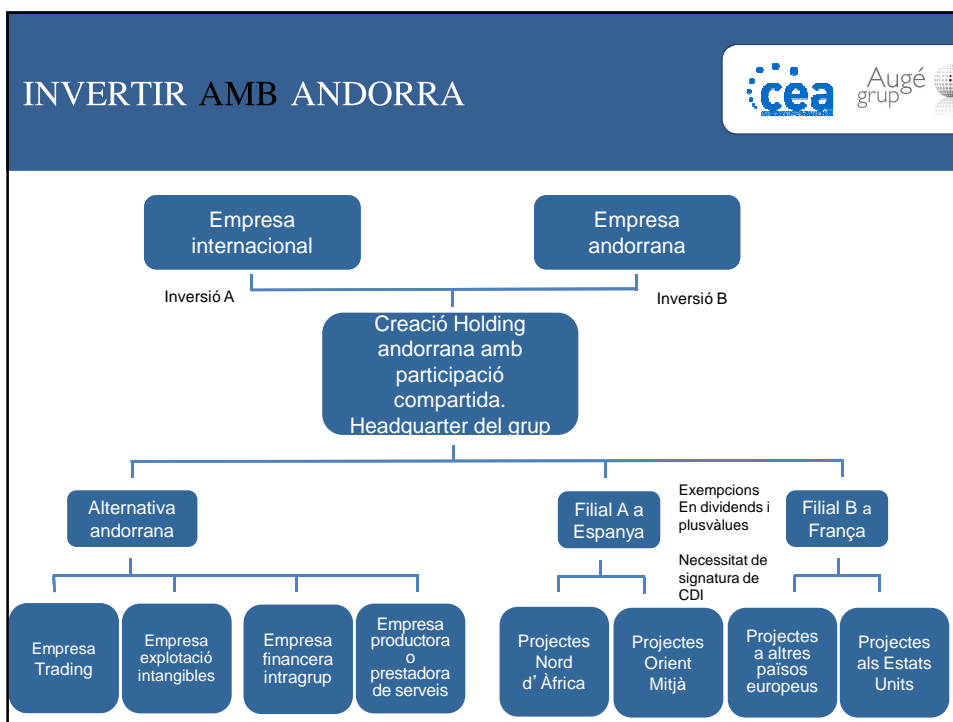 INVERTIR AMB ANDORRA
cea
Augé
grup
Empresa
internacional
Empresa
andorrana
Inversió A
Inversió B
Creació Holding
andorrana amb
participació
compartida.
Headquarter del grup
Alternativa
andorrana
Filial A a
Espanya
Exempcions
En dividends i
plusvàlues
Necessitat de
signatura de
CDI
Filial B a
França
Empresa
Trading
Empresa
explotació
intangibles
Empresa
financera
intragrup
Empresa
productora
o
prestadora
de serveis
Projectes
Nord
d' Àfrica
Projectes
Orient
Mitjà
Projectes
a altres
països
europeus
Projectes
als Estats
Units